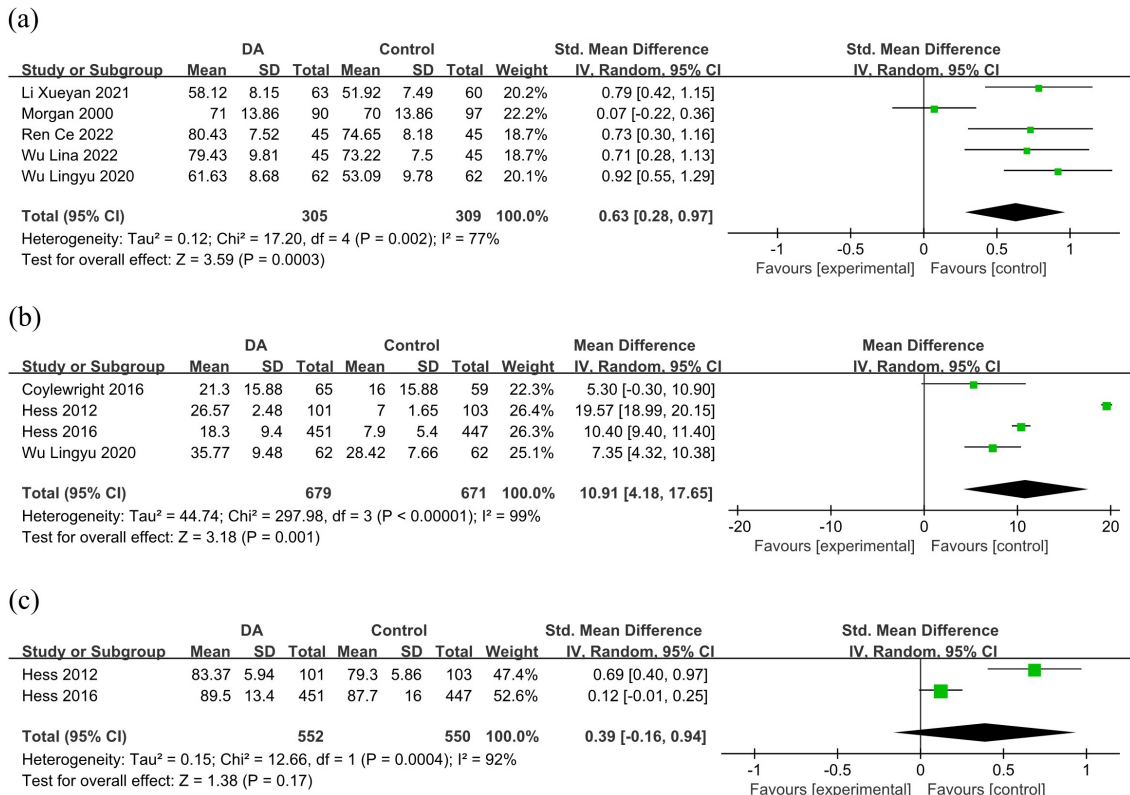 (a)
DA Control Std. Mean Difference Std. Mean Difference
Study or Subgroup Mean SD Total Mean SD Total Weight IV, Random, 95% CI IV, Random, 95% CI
Li Xueyan 2021 58.12 8.15 63 51.92 7.49 60 20.2% 0.79 [0.42, 1.15]
Morgan 2000 71 13.86 90 70 13.86 97 22.2% 0.07 [-0.22, 0.36]
Ren Ce 2022 80.43 7.52 45 74.65 8.18 45 18.7% 0.73 [0.30, 1.16]
Wu Lina 2022 79.43 9.81 45 73.22 7.5 45 18.7% 0.71 [0.28, 1.13]
Wu Lingyu 2020 61.63 8.68 62 53.09 9.78 62 20.1% 0.92 [0.55, 1.29]
Total (95% CI) 305 309 100.0% 0.63 [0.28, 0.97]
Heterogeneity: Tau² = 0.12; Chi² = 17.20, df = 4 (P = 0.002); I² = 77%
Test for overall effect: Z = 3.59 (P = 0.0003)
-1 -0.5 0 0.5 1
Favours [experimental] Favours [control]
(b)
DA Control Mean Difference Mean Difference
Study or Subgroup Mean SD Total Mean SD Total Weight IV, Random, 95% CI IV, Random, 95% CI
Coylewright 2016 21.3 15.88 65 16 15.88 59 22.3% 5.30 [-0.30, 10.90]
Hess 2012 26.57 2.48 101 7 1.65 103 26.4% 19.57 [18.99, 20.15]
Hess 2016 18.3 9.4 451 7.9 5.4 447 26.3% 10.40 [9.40, 11.40]
Wu Lingyu 2020 35.77 9.48 62 28.42 7.66 62 25.1% 7.35 [4.32, 10.38]
Total (95% CI) 679 671 100.0% 10.91 [4.18, 17.65]
Heterogeneity: Tau² = 44.74; Chi² = 297.98, df = 3 (P < 0.00001); I² = 99%
Test for overall effect: Z = 3.18 (P = 0.001)
-20 -10 0 10 20
Favours [experimental] Favours [control]
(c)
DA Control Std. Mean Difference Std. Mean Difference
Study or Subgroup Mean SD Total Mean SD Total Weight IV, Random, 95% CI IV, Random, 95% CI
Hess 2012 83.37 5.94 101 79.3 5.86 103 47.4% 0.69 [0.40, 0.97]
Hess 2016 89.5 13.4 451 87.7 16 447 52.6% 0.12 [-0.01, 0.25]
Total (95% CI) 552 550 100.0% 0.39 [-0.16, 0.94]
Heterogeneity: Tau² = 0.15; Chi² = 12.66, df = 1 (P = 0.0004); I² = 92%
Test for overall effect: Z = 1.38 (P = 0.17)
-1 -0.5 0 0.5 1
Favours [experimental] Favours [control]